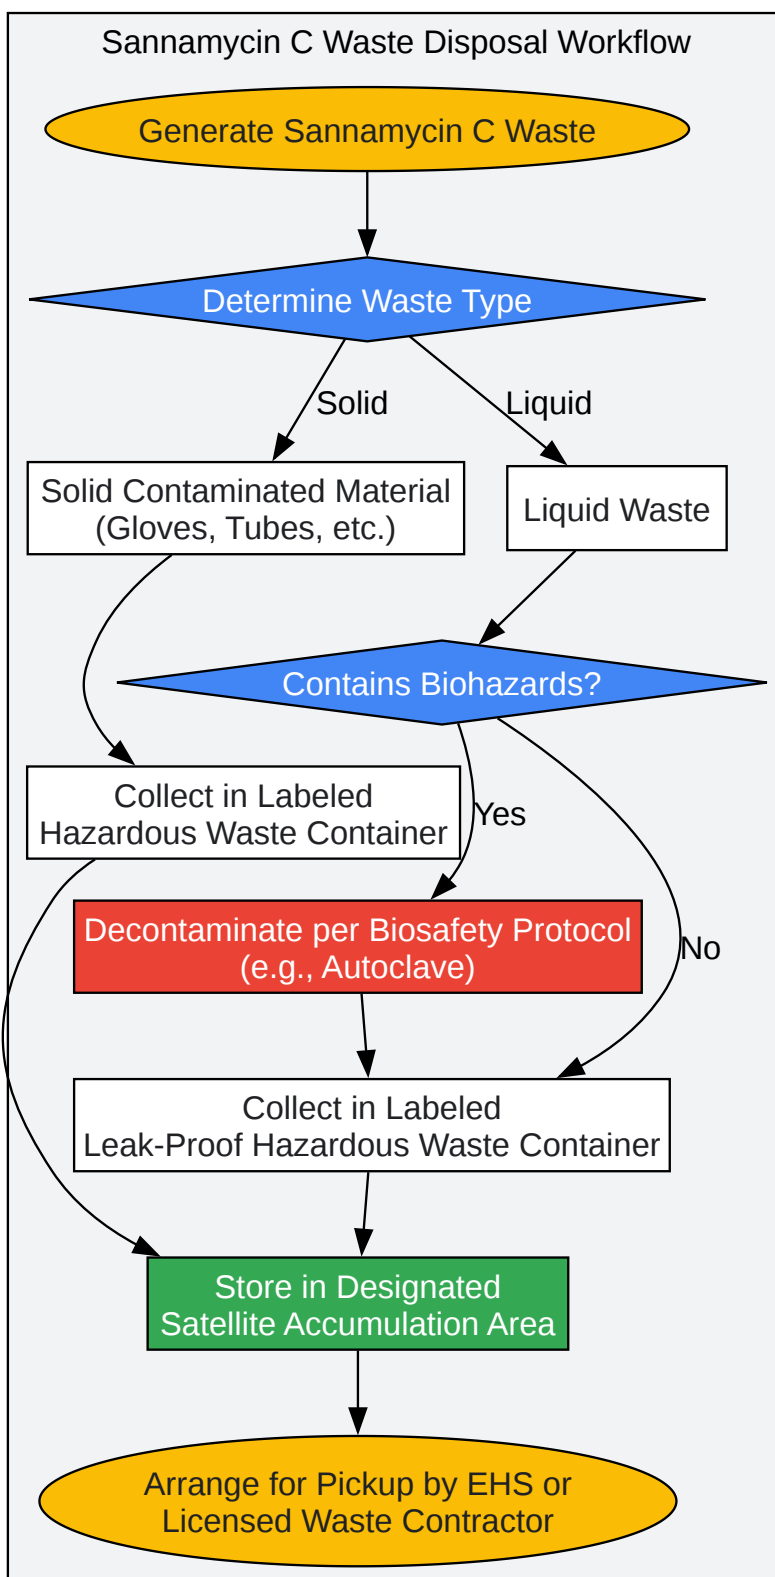 Sannamycin C Waste Disposal Workflow
Generate Sannamycin C Waste
Determine Waste Type
Solid
Liquid
Solid Contaminated Material
(Gloves, Tubes, etc.)
Liquid Waste
Contains Biohazards?
Collect in Labeled
Hazardous Waste Container
Yes
Decontaminate per Biosafety Protocol
(e.g., Autoclave)
No
Collect in Labeled
Leak-Proof Hazardous Waste Container
Store in Designated
Satellite Accumulation Area
Arrange for Pickup by EHS or
Licensed Waste Contractor